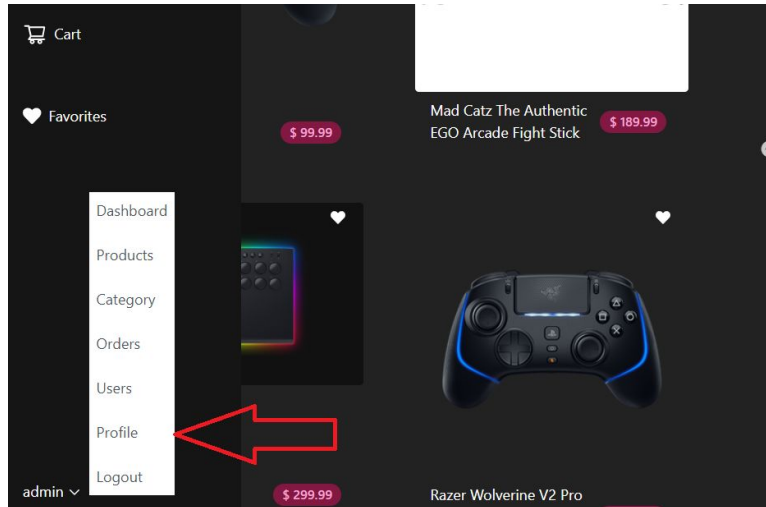 Cart
Favorites
Dashboard
Products
Category
Orders
Users
Profile
Logout
admin
$ 99.99
Mad Catz The Authentic
EGO Arcade Fight Stick
$ 189.99
$ 299.99
Razer Wolverine V2 Pro